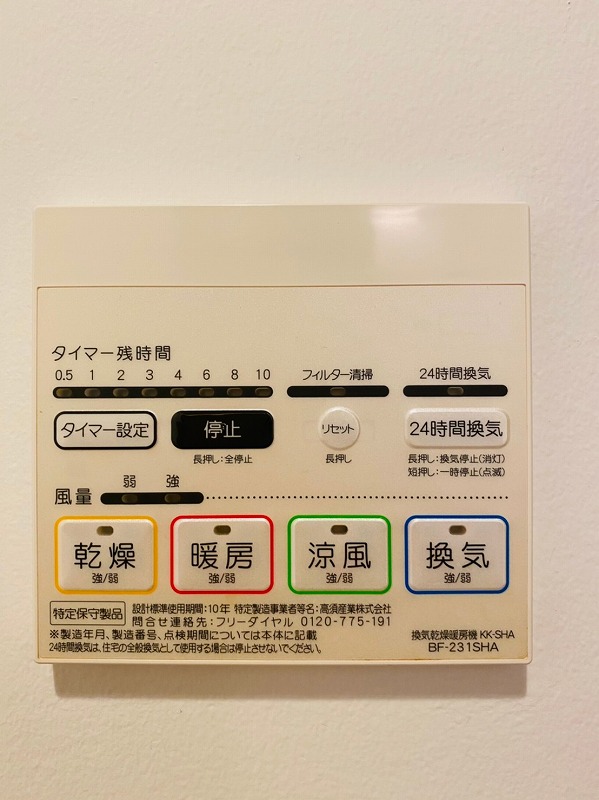 タイマー残時間
0.5 1 2 3 4 6 8 10
フィルター清掃
24時間換気
タイマー設定
停止
長押し:全停止
リセット
長押し
24時間換気
長押し:換気停止(消灯)
短押し:一時停止(点滅)
風量 弱 強
乾燥
強/弱
暖房
強/弱
涼風
強/弱
換気
強/弱
特定保守製品
設計標準使用期間:10年 特定製造事業者等名:高須産業株式会社
問合せ連絡先:フリーダイヤル 0120-775-191
※製造年月、製造番号、点検期間については本体に記載
24時間換気は、住宅の全般換気として使用する場合は停止させないでください。
換気乾燥暖房機 KK-SHA
BF-231SHA